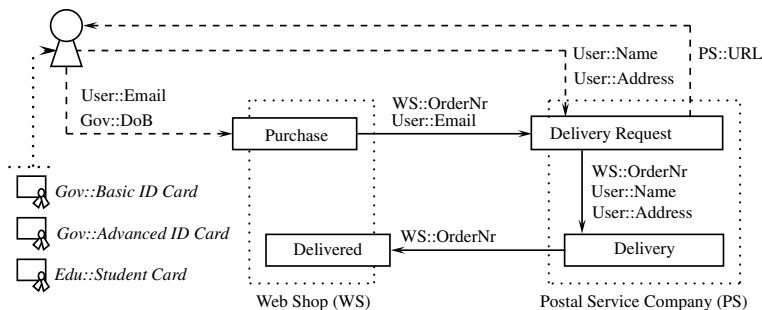 User::Name
User::Address
PS::URL
User::Email
Gov::DoB
WS::OrderNr
User::Email
Purchase
Delivery Request
WS::OrderNr
User::Name
User::Address
Gov::Basic ID Card
Gov::Advanced ID Card
Edu::Student Card
Delivered
WS::OrderNr
Delivery
Web Shop (WS)
Postal Service Company (PS)